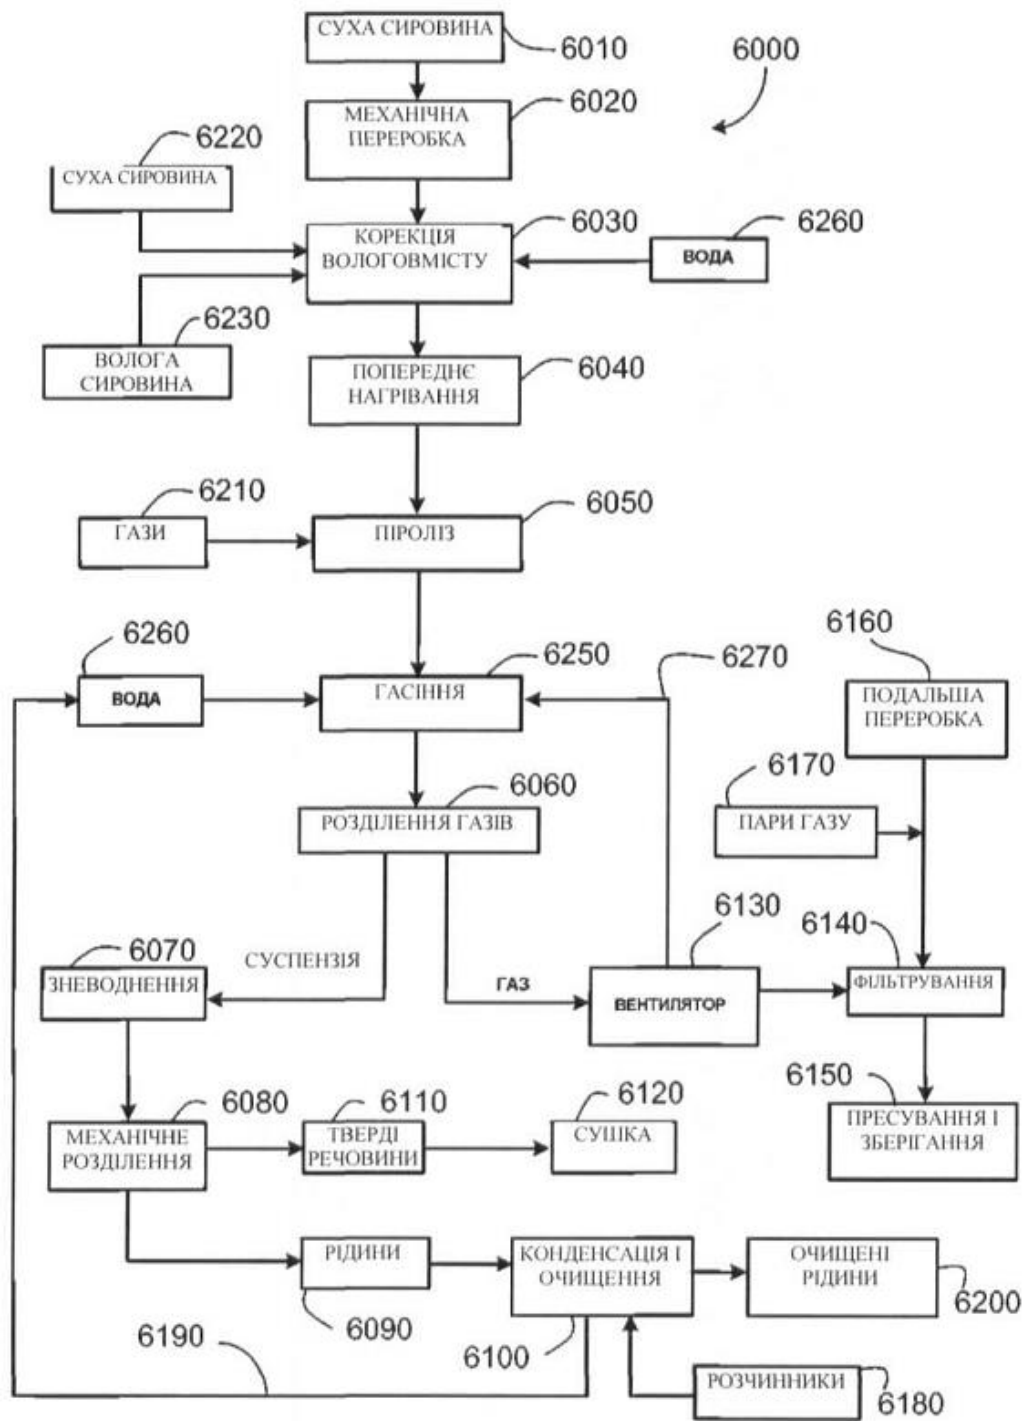 СУХА СИРОВИНА
6010
6000
МЕХАНІЧНА
ПЕРЕРОБКА
6020
6220
СУХА СИРОВИНА
КОРЕКЦІЯ
ВОЛОГОВМІСТУ
6030
6260
ВОДА
6230
ВОЛОГА
СИРОВИНА
ПОПЕРЕДНЄ
НАГРІВАННЯ
6040
6210
ГАЗИ
ПІРОЛІЗ
6050
6260
ВОДА
ГАСІННЯ
6250
6270
6160
ПОДАЛЬША
ПЕРЕРОБКА
6170
ПАРИ ГАЗУ
РОЗДІЛЕННЯ ГАЗІВ
6060
6070
ЗНЕВОДНЕННЯ
СУСПЕНЗІЯ
ГАЗ
6130
ВЕНТИЛЯТОР
6140
ФІЛЬТРУВАННЯ
6150
ПРЕСУВАННЯ І
ЗБЕРІГАННЯ
6080
МЕХАНІЧНЕ
РОЗДІЛЕННЯ
6110
ТВЕРДІ
РЕЧОВИНИ
6120
СУШКА
РІДИНИ
6090
КОНДЕНСАЦІЯ І
ОЧИЩЕННЯ
6100
ОЧИЩЕНІ
РІДИНИ
6200
6190
РОЗЧИННИКИ
6180